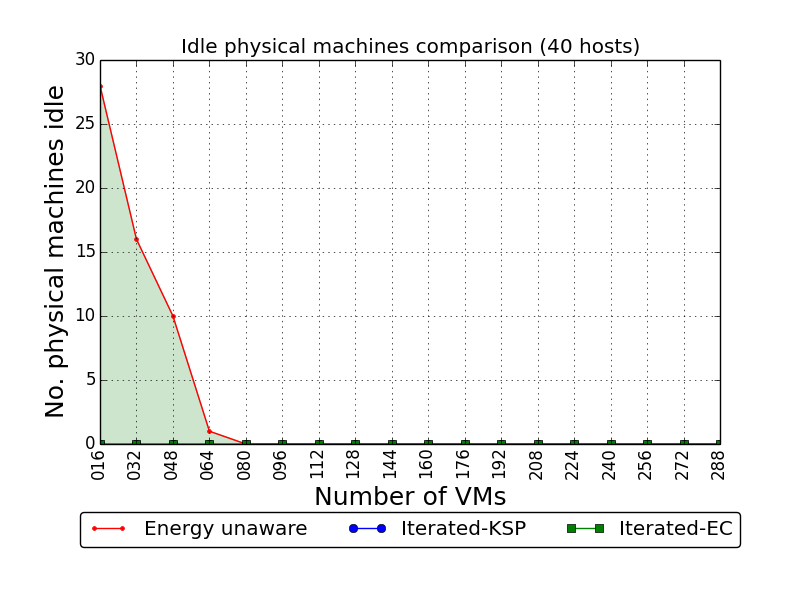 Idle physical machines comparison (40 hosts)
No. physical machines idle
30
25
20
15
10
5
0
016 032 048 064 080 096 112 128 144 160 176 192 208 224 240 256 272 288
Number of VMs
Energy unaware Iterated-KSP Iterated-EC